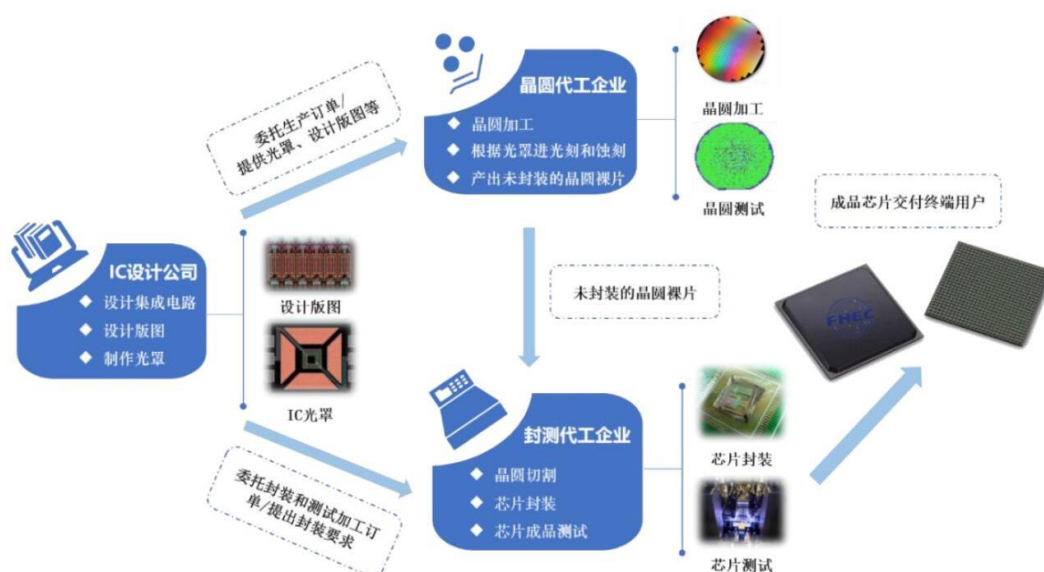 委托生产订单/
提供光罩、设计版图等
晶圆代工企业
晶圆加工
根据光罩进光刻和蚀刻
产出未封装的晶圆裸片
晶圆加工
晶圆测试
IC设计公司
设计集成电路
设计版图
制作光罩
设计版图
IC光罩
未封装的晶圆裸片
成品芯片交付终端用户
FHEC
委托封装和测试加工订
单/提出封装要求
封测代工企业
晶圆切割
芯片封装
芯片成品测试
芯片封装
芯片测试